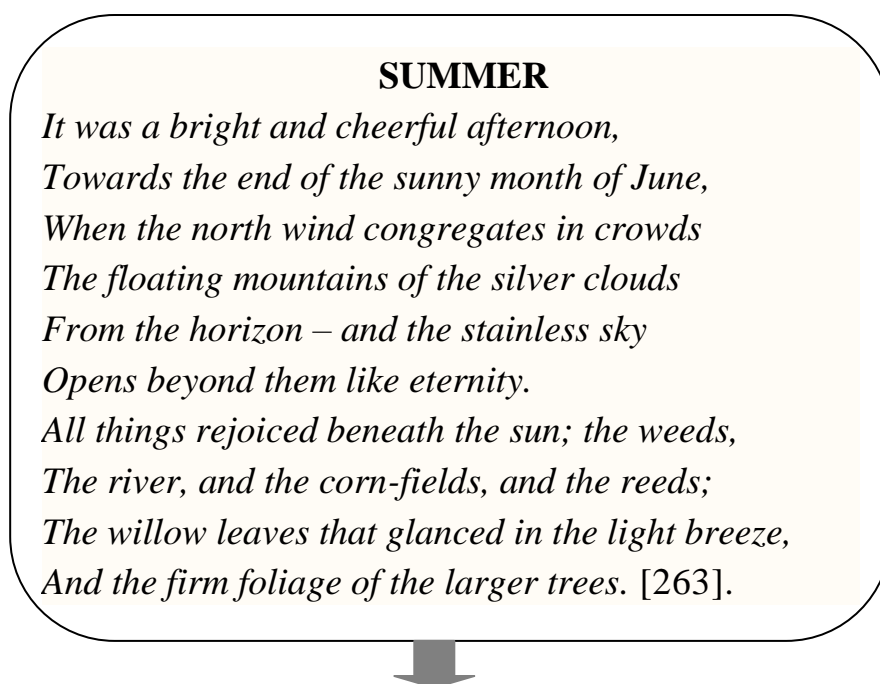 SUMMER
It was a bright and cheerful afternoon,
Towards the end of the sunny month of June,
When the north wind congregates in crowds
The floating mountains of the silver clouds
From the horizon – and the stainless sky
Opens beyond them like eternity.
All things rejoiced beneath the sun; the weeds,
The river, and the corn-fields, and the reeds;
The willow leaves that glanced in the light breeze,
And the firm foliage of the larger trees. [263].